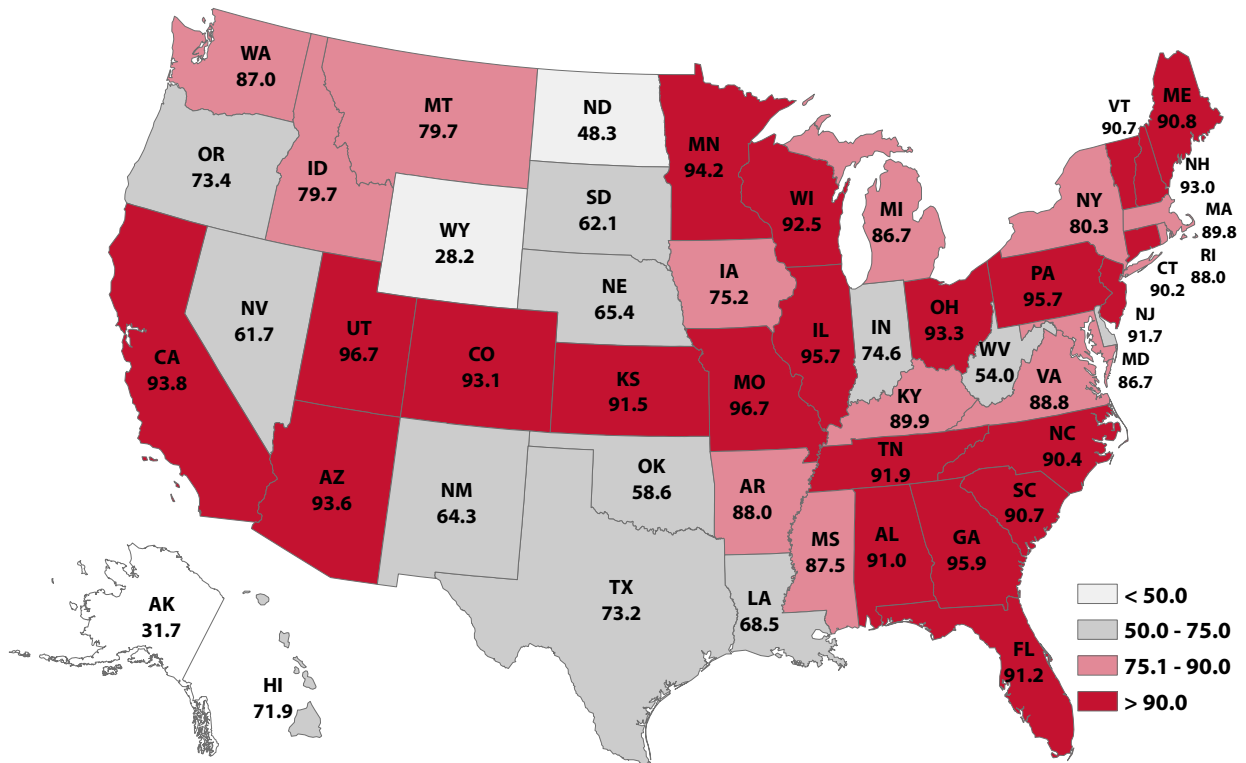 WA
87.0
MT
79.7
ND
48.3
MN
94.2
VT
90.7
ME
90.8
OR
73.4
ID
79.7
SD
62.1
WI
92.5
MI
86.7
NY
80.3
NH
93.0
MA
89.8
RI
88.0
CT
90.2
WY
28.2
IA
75.2
NE
65.4
PA
95.7
NJ
91.7
NV
61.7
UT
96.7
CO
93.1
IL
95.7
IN
74.6
OH
93.3
WV
54.0
MD
86.7
CA
93.8
KS
91.5
MO
96.7
KY
89.9
VA
88.8
AZ
93.6
NM
64.3
OK
58.6
AR
88.0
TN
91.9
NC
90.4
SC
90.7
MS
87.5
AL
91.0
GA
95.9
TX
73.2
LA
68.5
FL
91.2
AK
31.7
HI
71.9
< 50.0
50.0 - 75.0
75.1 - 90.0
> 90.0